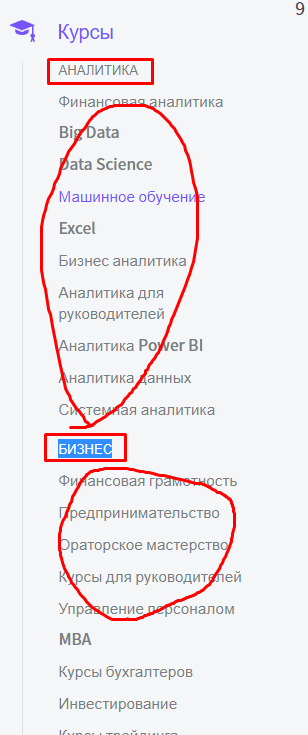 9
Курсы
АНАЛИТИКА
Финансовая аналитика
Big Data
Data Science
Машинное обучение
Excel
Бизнес аналитика
Аналитика для
руководителей
Аналитика Power BI
Аналитика данных
Системная аналитика
БИЗНЕС
Финансовая грамотность
Предпринимательство
Ораторское мастерство
Курсы для руководителей
Управление персоналом
MBA
Курсы бухгалтеров
Инвестирование
Курсы трейдинга